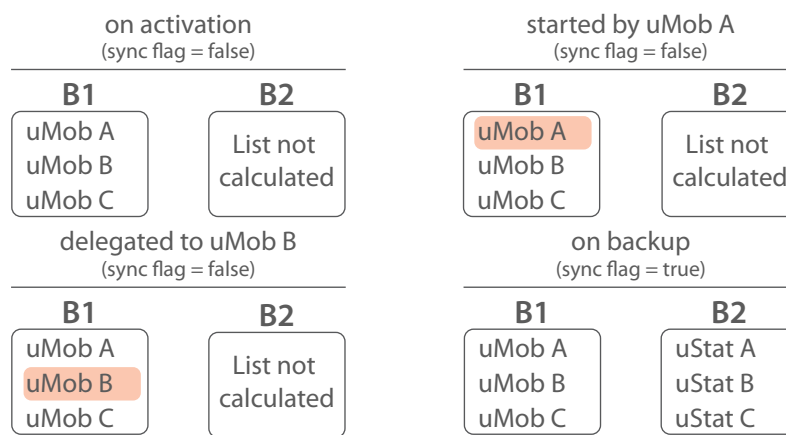 on activation
(sync flag = false)
B1
B2
uMob A
uMob B
uMob C
List not
calculated
started by uMob A
(sync flag = false)
B1
B2
uMob A
uMob B
uMob C
List not
calculated
delegated to uMob B
(sync flag = false)
B1
B2
uMob A
uMob B
uMob C
List not
calculated
on backup
(sync flag = true)
B1
B2
uMob A
uMob B
uMob C
uStat A
uStat B
uStat C